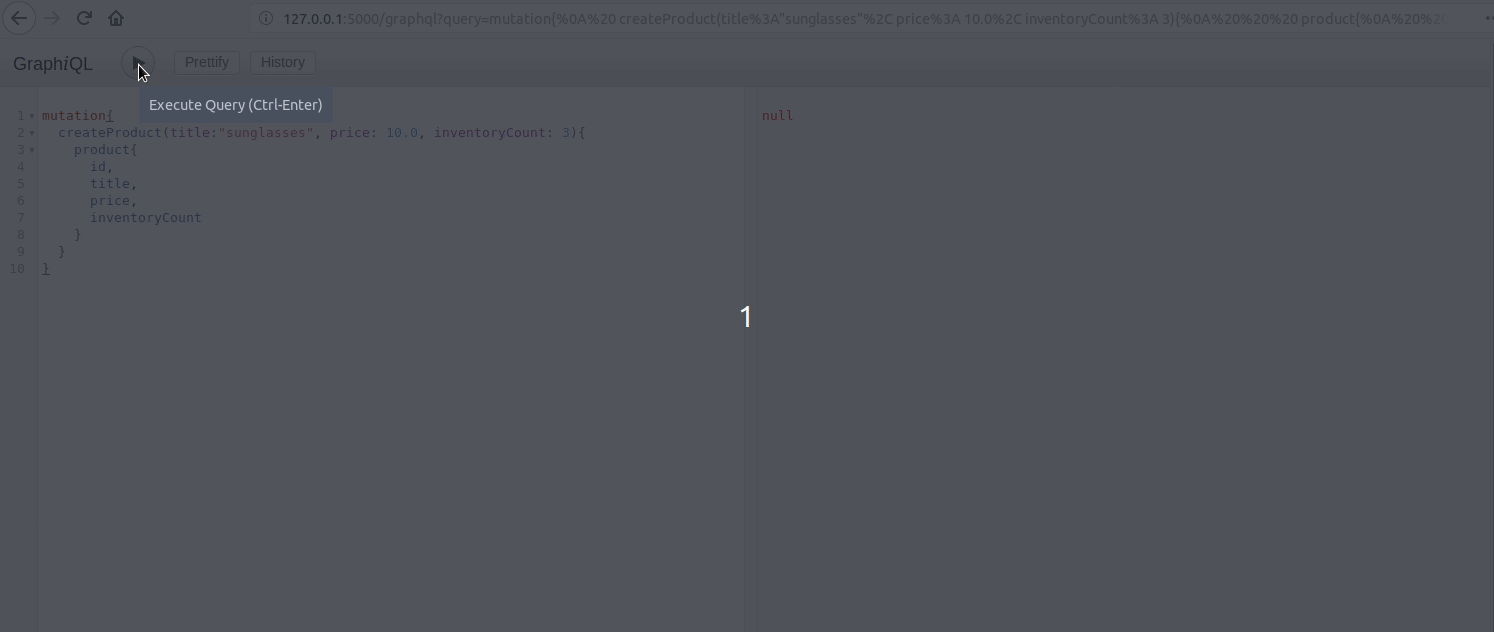 127.0.0.1:5000/graphql?query=mutation{%0A%20 createProduct(title%3A"sunglasses"%2C price%3A 10.0%2C inventoryCount%3A 3){%0A%20%20%20 product{%0A%20%20%20
GraphiQL
Prettify
History
Execute Query (Ctrl-Enter)
1 mutation{
2 createProduct(title:"sunglasses", price: 10.0, inventoryCount: 3){
3 product{
4 id,
5 title,
6 price,
7 inventoryCount
8 }
9 }
10 }
null
1